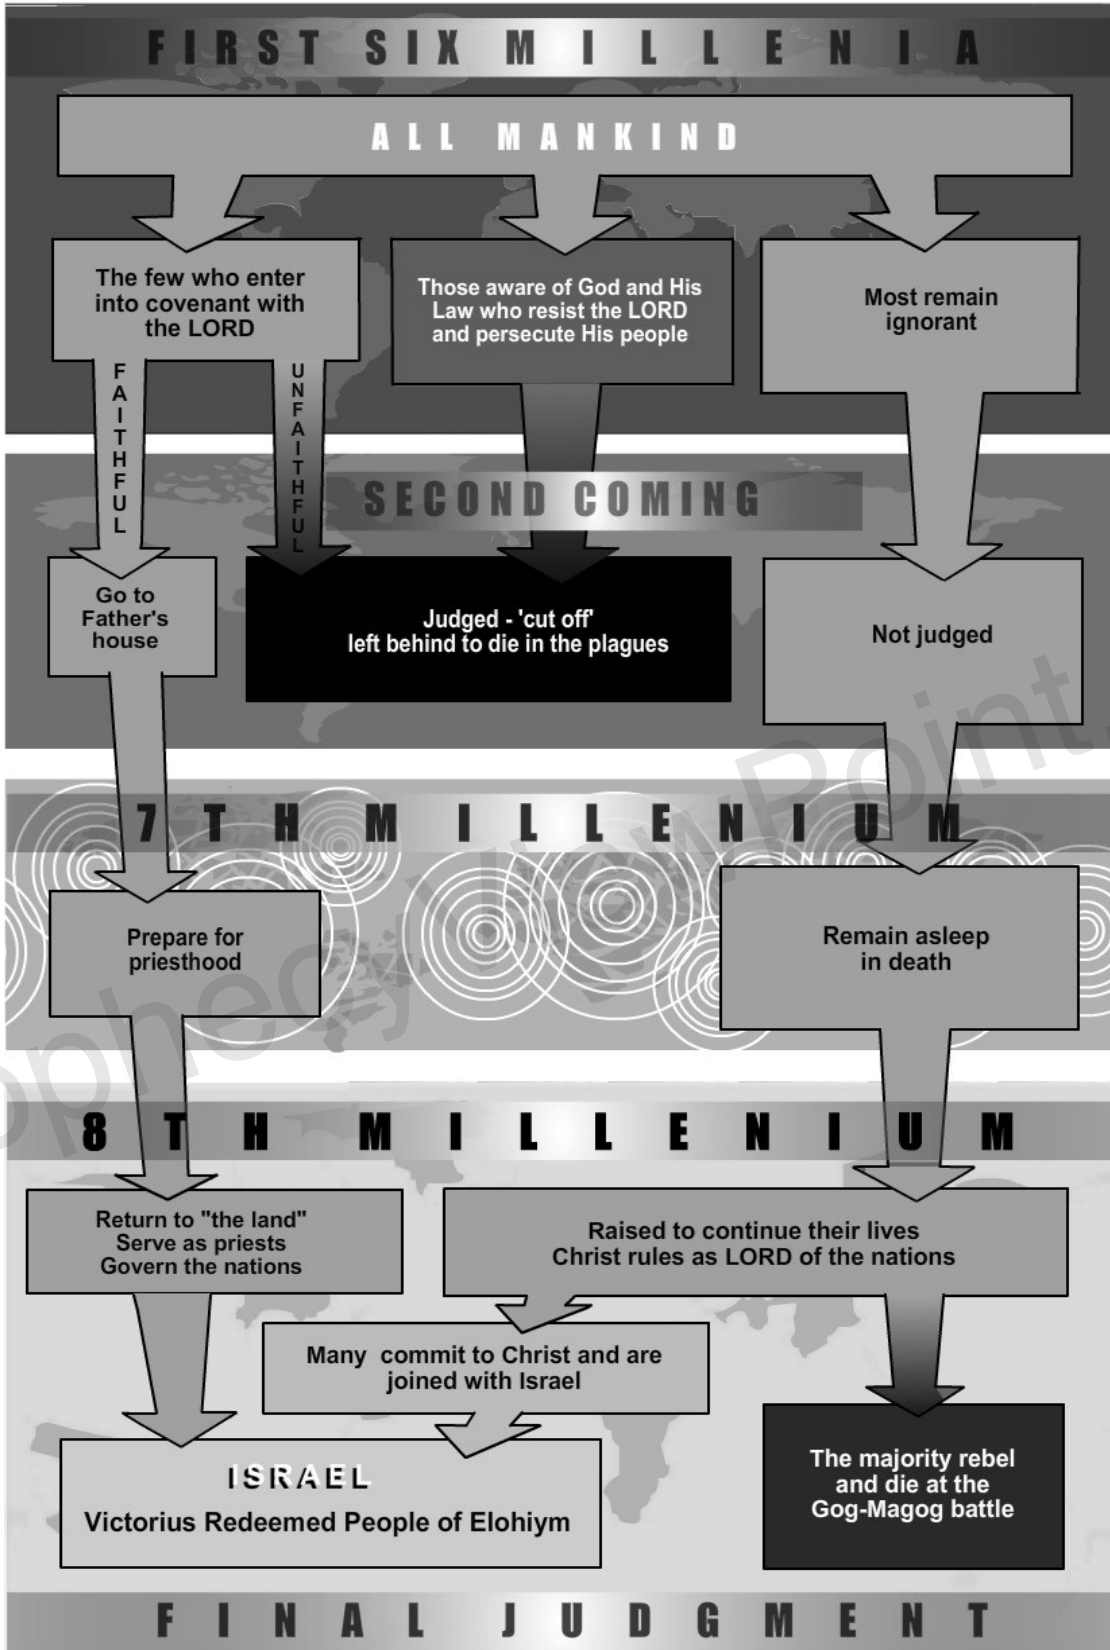 FIRST SIX MILLENIA
ALL MANKIND
The few who enter
into covenant with
the LORD
Those aware of God and His
Law who resist the LORD
and persecute His people
Most remain
ignorant
FAITHFUL
UNFAITHFUL
SECOND COMING
Go to
Father's
house
Judged - 'cut off'
left behind to die in the plagues
Not judged
7TH MILLENIUM
Prepare for
priesthood
Remain asleep
in death
8TH MILLENIUM
Return to "the land"
Serve as priests
Govern the nations
Raised to continue their lives
Christ rules as LORD of the nations
Many commit to Christ and are
joined with Israel
ISRAEL
Victorius Redeemed People of Elohiym
The majority rebel
and die at the
Gog-Magog battle
FINAL JUDGMENT